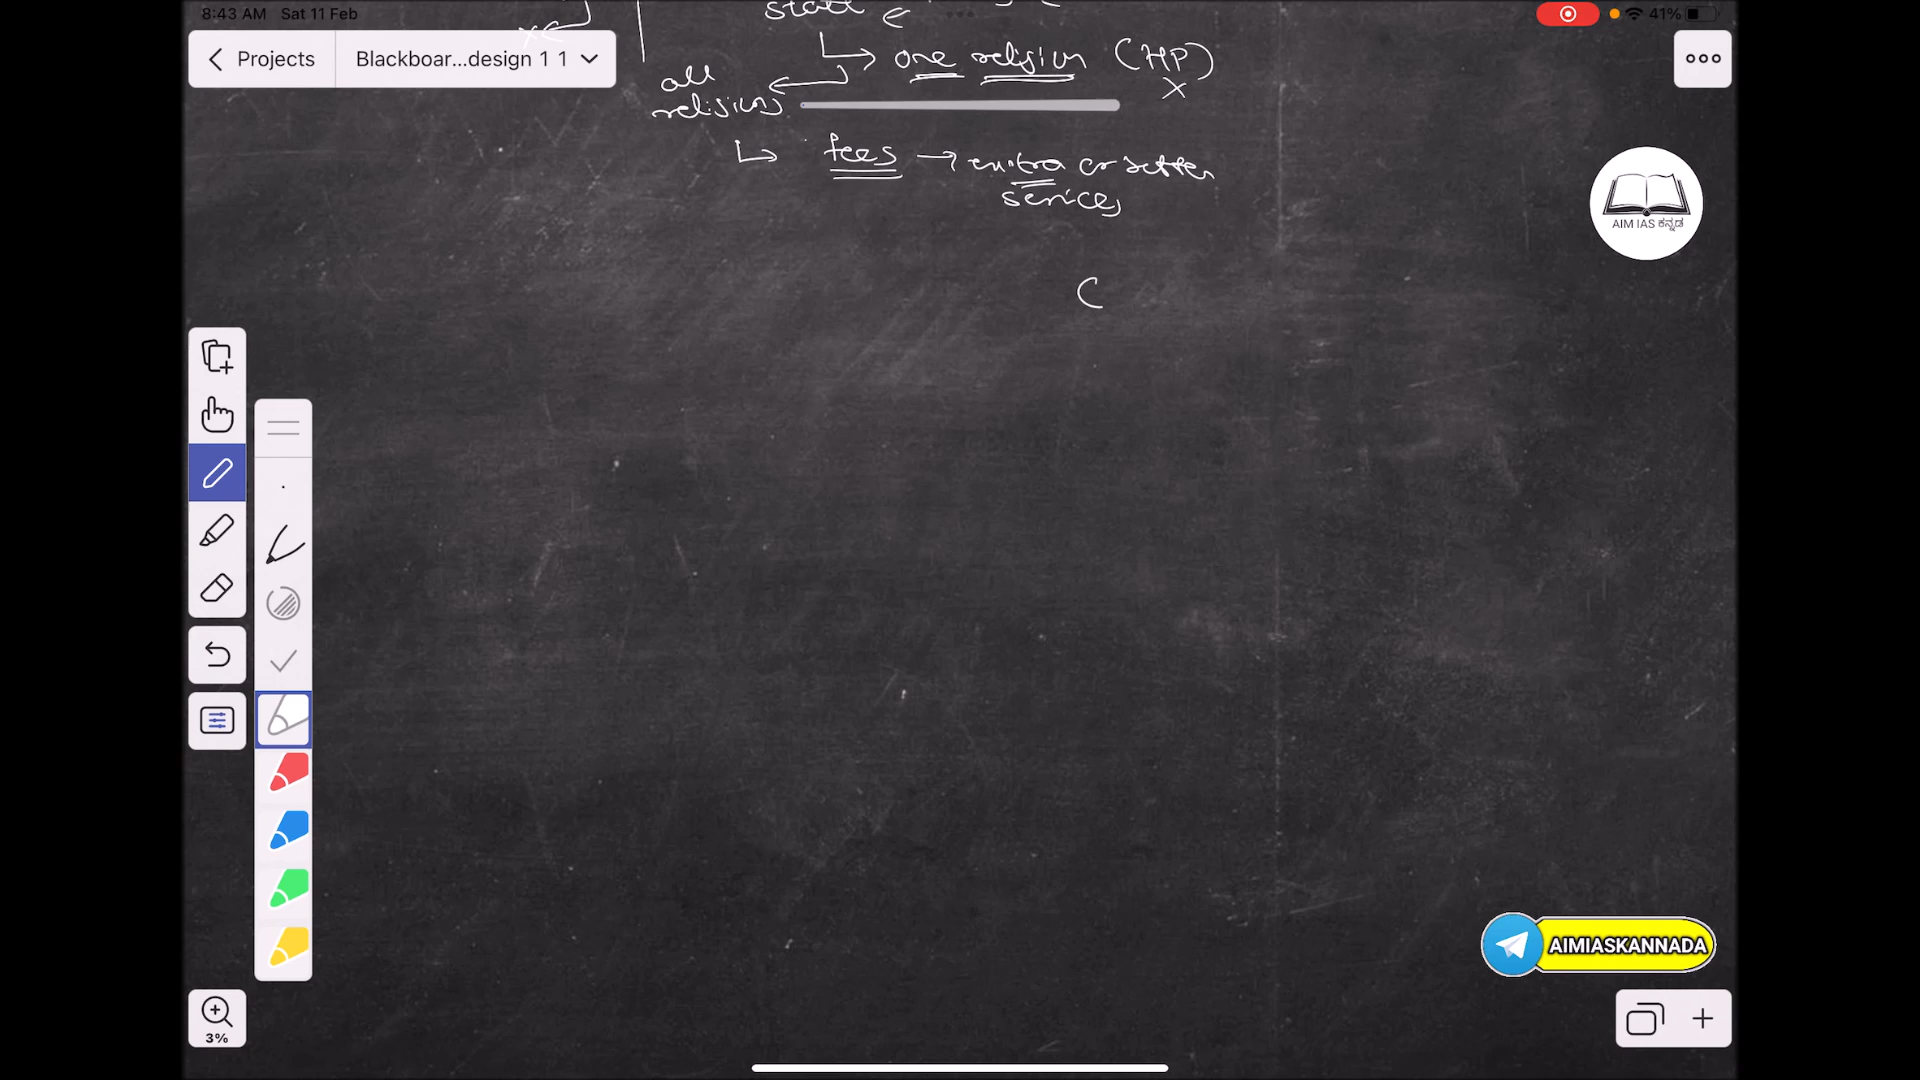 8:43 AM Sat 11 Feb
41%
state
Projects
Blackboar...design 1 1
one religion (HP)
x
all
religions
fees → extra or better
services
C
AIM IAS ಕನ್ನಡ
AIMIASKANNADA
3%